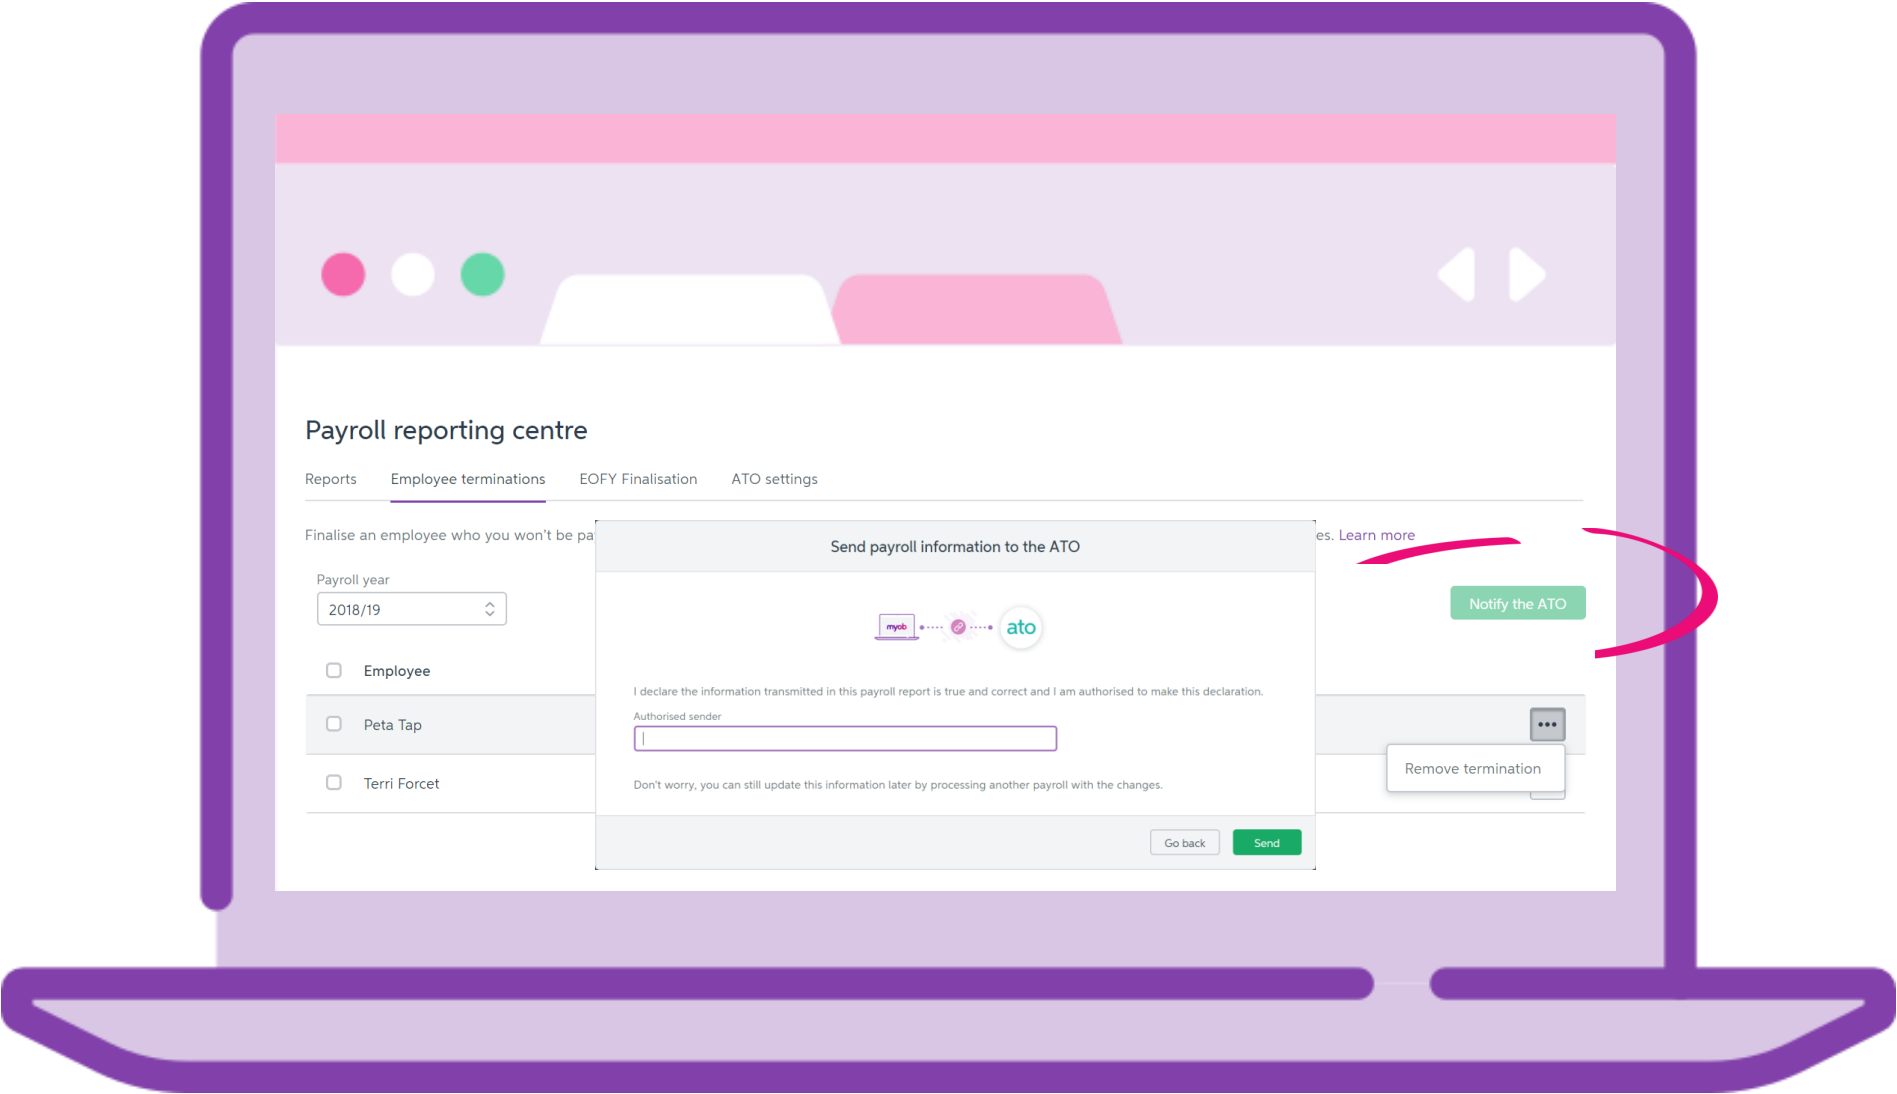 Payroll reporting centre
Reports Employee terminations EOFY Finalisation ATO settings
Finalise an employee who you won't be pa
es. Learn more
Send payroll information to the ATO
Payroll year
2018/19
Notify the ATO
myob ato
Employee
I declare the information transmitted in this payroll report is true and correct and I am authorised to make this declaration.
Authorised sender
Peta Tap
Remove termination
Terri Forcet
Don't worry, you can still update this information later by processing another payroll with the changes.
Go back Send